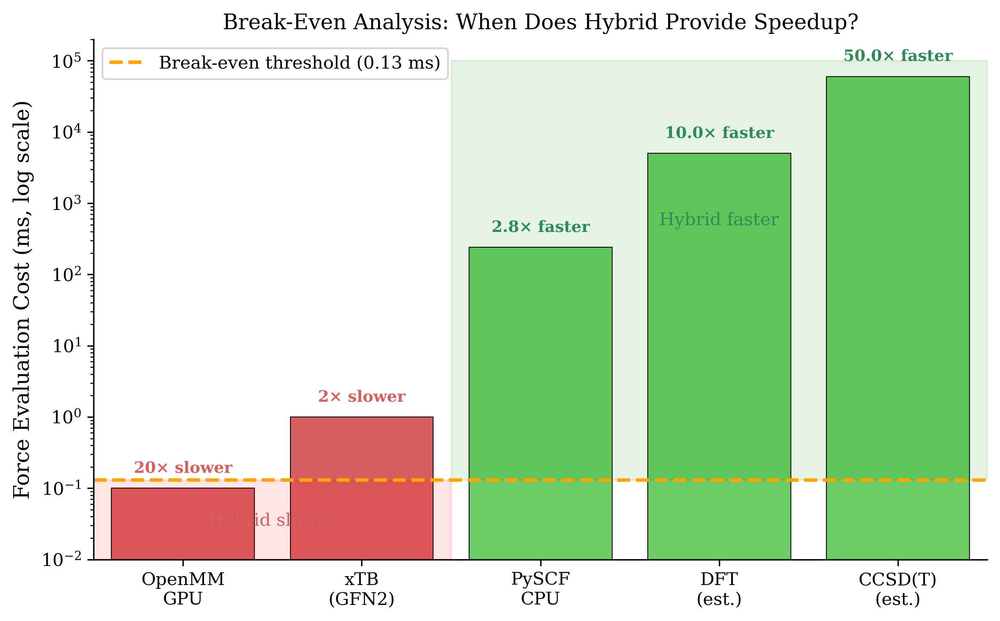 Break-Even Analysis: When Does Hybrid Provide Speedup?
Break-even threshold (0.13 ms)
Force Evaluation Cost (ms, log scale)
10⁵
10⁴
10³
10²
10¹
10⁰
10⁻¹
10⁻²
20× slower
2× slower
2.8× faster
10.0× faster
50.0× faster
Hybrid faster
Hybrid slower
OpenMM
GPU
xTB
(GFN2)
PySCF
CPU
DFT
(est.)
CCSD(T)
(est.)